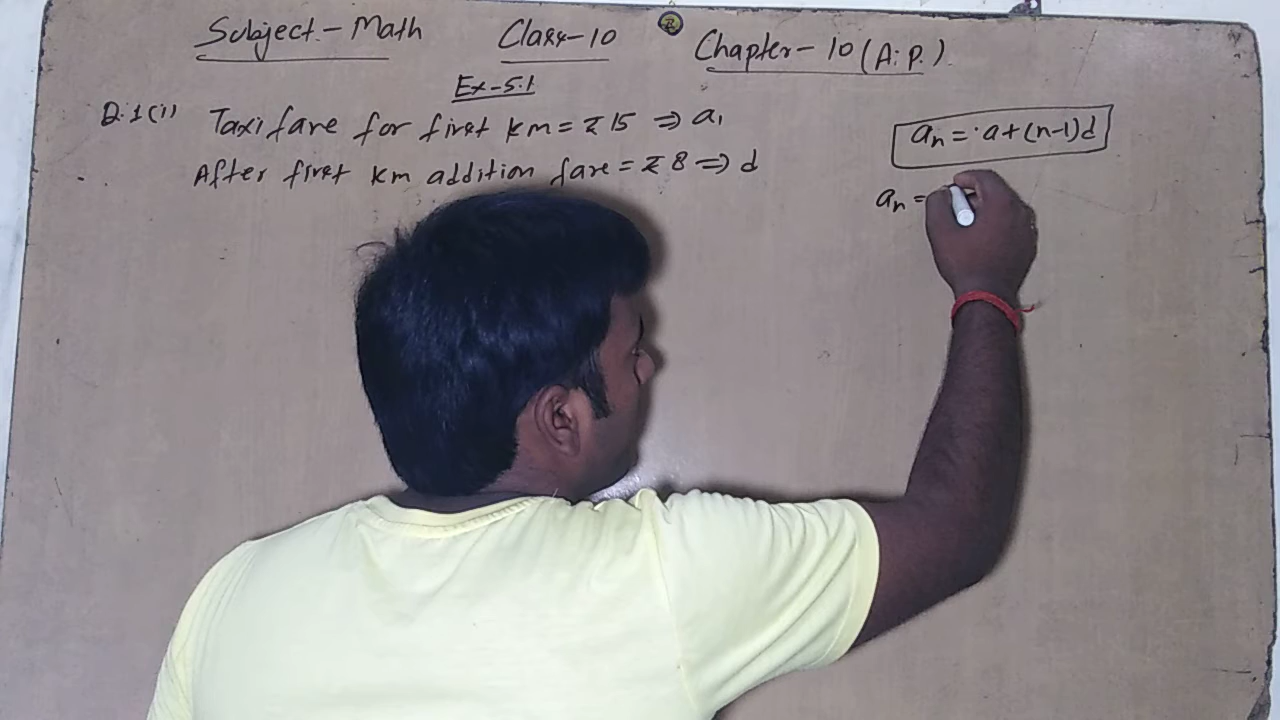 Subject - Math Class-10 Chapter - 10 (A.P.)
Ex-5.1
Q.1(i) Taxi fare for first km = ₹ 15 ⇒ a₁
After first km addition fare = ₹ 8 ⇒ d
aₙ = a + (n-1)d
aₙ =